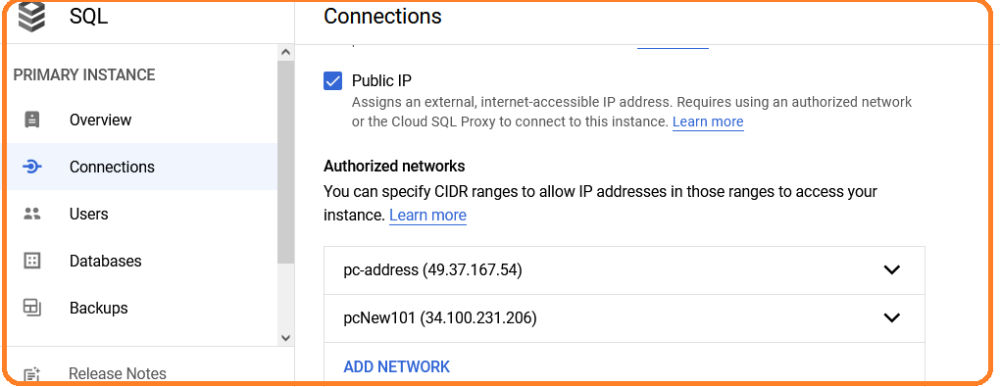 SQL
PRIMARY INSTANCE
Overview
Connections
Users
Databases
Backups
Release Notes
Connections
Public IP
Assigns an external, internet-accessible IP address. Requires using an authorized network
or the Cloud SQL Proxy to connect to this instance. Learn more
Authorized networks
You can specify CIDR ranges to allow IP addresses in those ranges to access your
instance. Learn more
pc-address (49.37.167.54)
pcNew101 (34.100.231.206)
ADD NETWORK